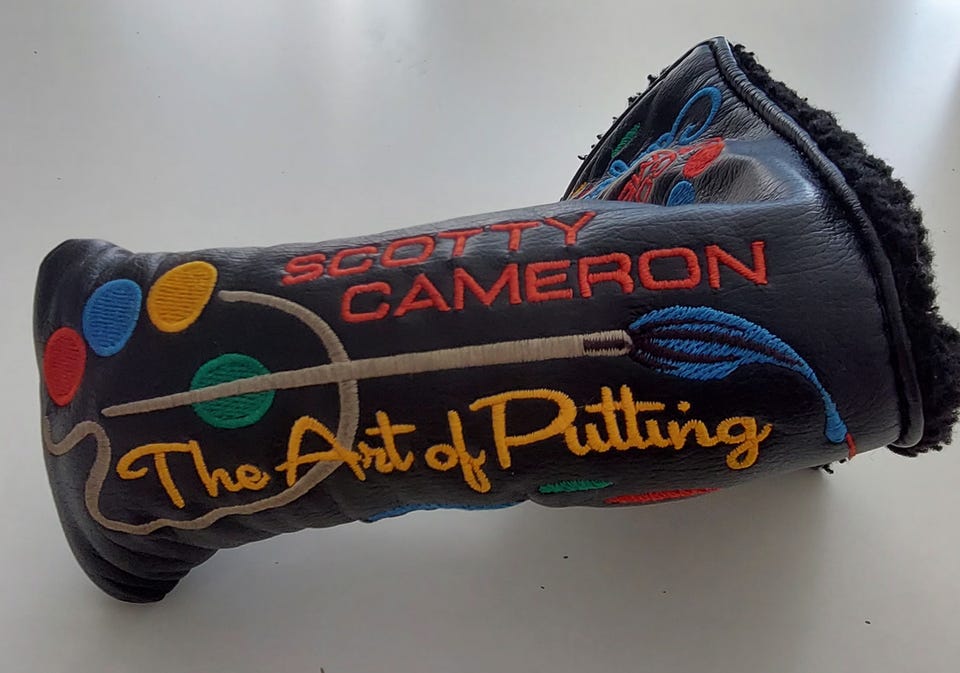 SCOTTY
CAMERON
The Art of Putting